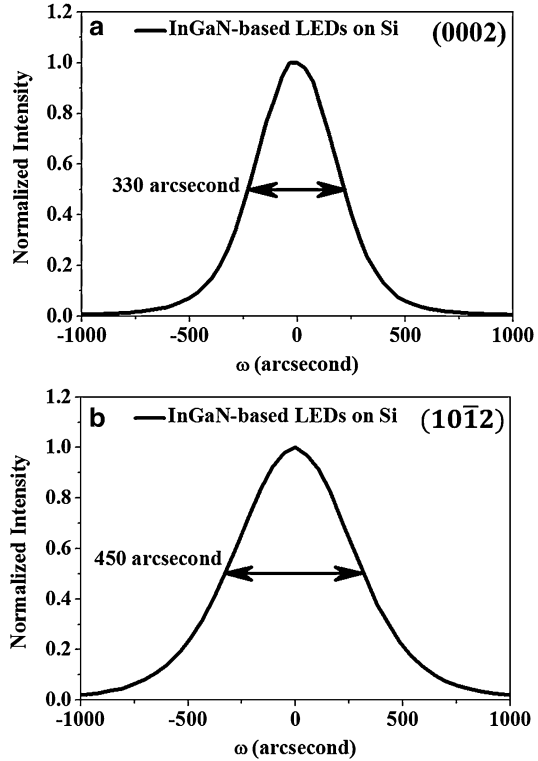 a
InGaN-based LEDs on Si
(0002)
1.2
1.0
0.8
0.6
0.4
0.2
0.0
Normalized Intensity
330 arcsecond
-1000 -500 0 500 1000
ω (arcsecond)
b
InGaN-based LEDs on Si
(101̅2)
1.2
1.0
0.8
0.6
0.4
0.2
0.0
Normalized Intensity
450 arcsecond
-1000 -500 0 500 1000
ω (arcsecond)